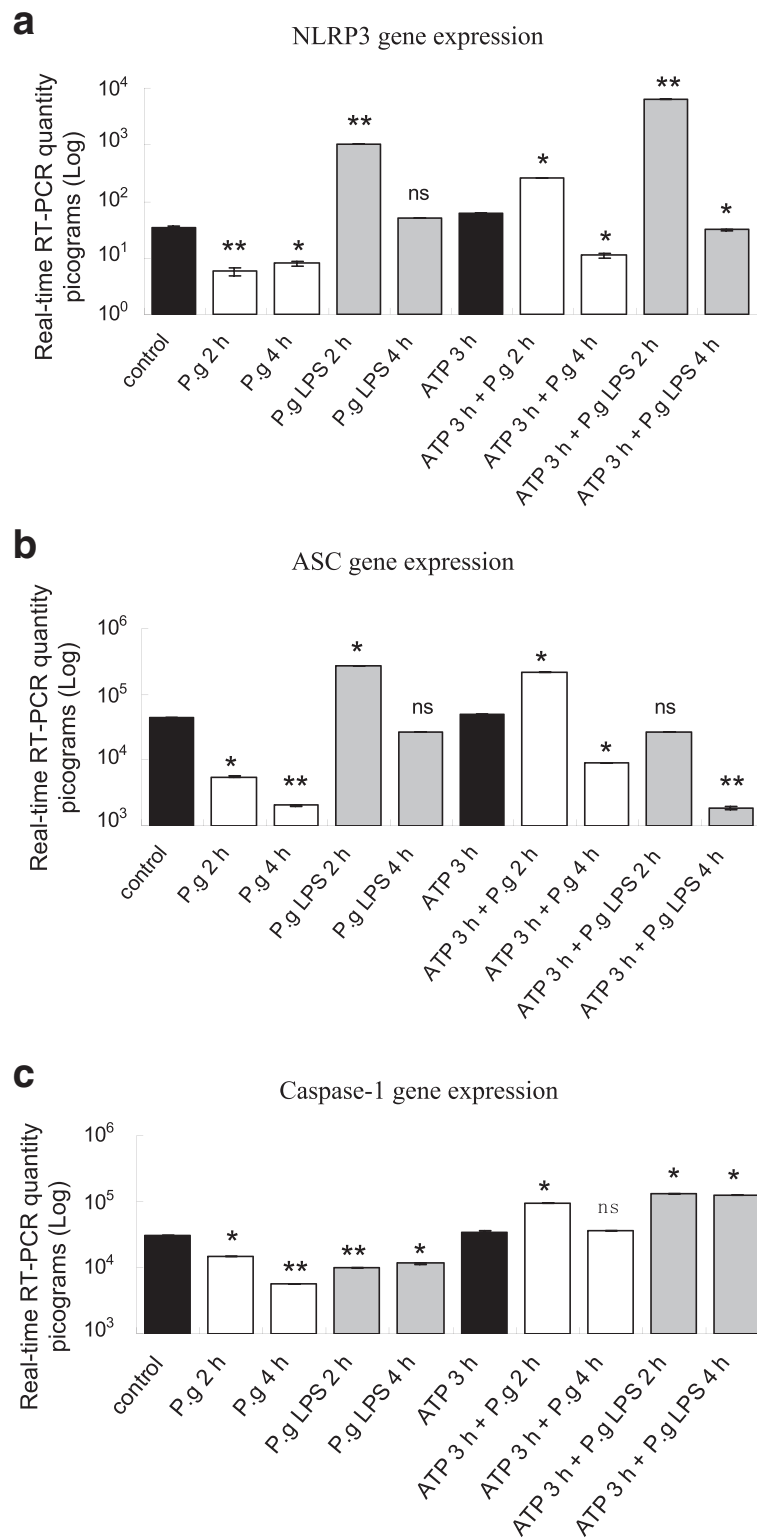 a
NLRP3 gene expression
Real-time RT-PCR quantity
picograms (Log)
10⁴
10³
10²
10¹
10⁰
**
*
**
ns
*
*
**
*
control
P.g 2 h
P.g 4 h
P.g LPS 2 h
P.g LPS 4 h
ATP 3 h
ATP 3 h + P.g 2 h
ATP 3 h + P.g 4 h
ATP 3 h + P.g LPS 2 h
ATP 3 h + P.g LPS 4 h
b
ASC gene expression
Real-time RT-PCR quantity
picograms (Log)
10⁶
10⁵
10⁴
10³
*
**
*
ns
*
*
ns
**
control
P.g 2 h
P.g 4 h
P.g LPS 2 h
P.g LPS 4 h
ATP 3 h
ATP 3 h + P.g 2 h
ATP 3 h + P.g 4 h
ATP 3 h + P.g LPS 2 h
ATP 3 h + P.g LPS 4 h
c
Caspase-1 gene expression
Real-time RT-PCR quantity
picograms (Log)
10⁶
10⁵
10⁴
10³
*
**
**
*
*
ns
*
*
control
P.g 2 h
P.g 4 h
P.g LPS 2 h
P.g LPS 4 h
ATP 3 h
ATP 3 h + P.g 2 h
ATP 3 h + P.g 4 h
ATP 3 h + P.g LPS 2 h
ATP 3 h + P.g LPS 4 h